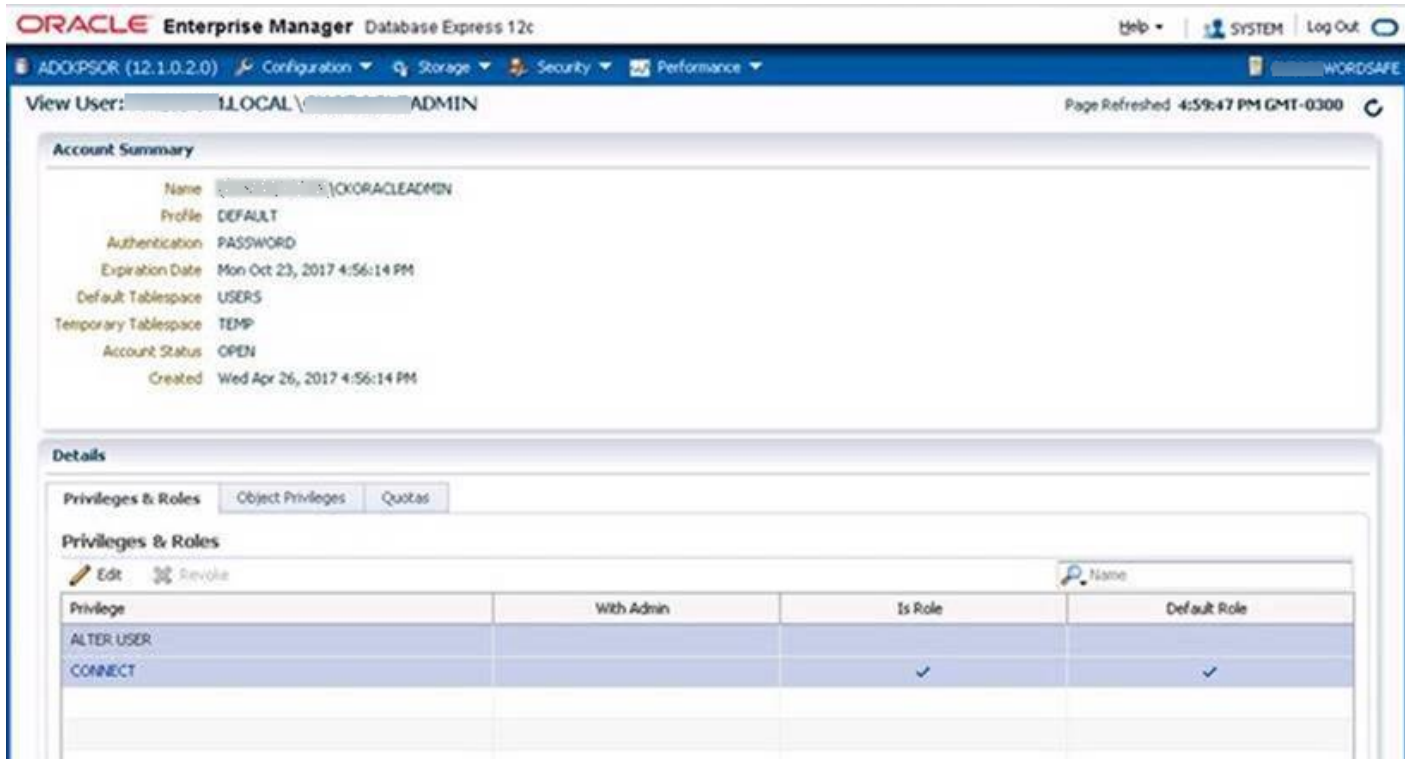 ORACLE Enterprise Manager Database Express 12c Help SYSTEM Log Out
ADCKPSOR (12.1.0.2.0) Configuration Storage Security Performance WORDSAFE
View User: LOCAL\ ADMIN Page Refreshed 4:59:47 PM GMT-0300
Account Summary
Name \CKORACLEADMIN
Profile DEFAULT
Authentication PASSWORD
Expiration Date Mon Oct 23, 2017 4:56:14 PM
Default Tablespace USERS
Temporary Tablespace TEMP
Account Status OPEN
Created Wed Apr 26, 2017 4:56:14 PM
Details
Privileges & Roles Object Privileges Quotas
Privileges & Roles
Edit Revoke Name
Privilege With Admin Is Role Default Role
ALTER USER
CONNECT